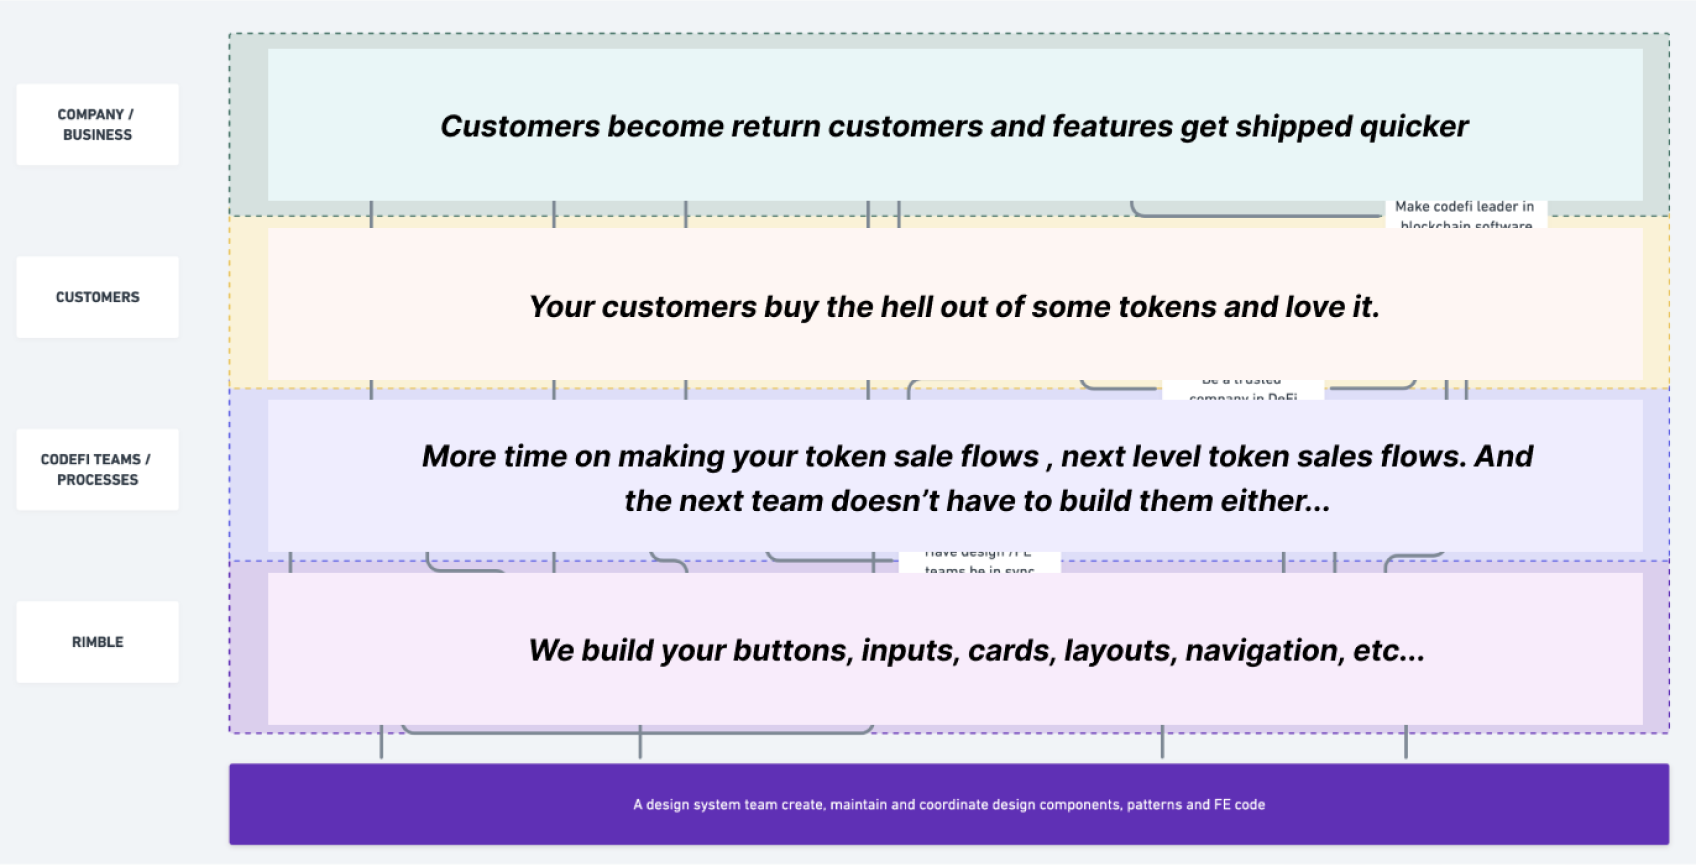 COMPANY /
BUSINESS
Customers become return customers and features get shipped quicker
Make codefi leader in
blockchain software
CUSTOMERS
Your customers buy the hell out of some tokens and love it.
Be a trusted
company in DeFi
CODEFI TEAMS /
PROCESSES
More time on making your token sale flows , next level token sales flows. And
the next team doesn't have to build them either...
Have design /FE
teams be in sync
RIMBLE
We build your buttons, inputs, cards, layouts, navigation, etc...
A design system team create, maintain and coordinate design components, patterns and FE code